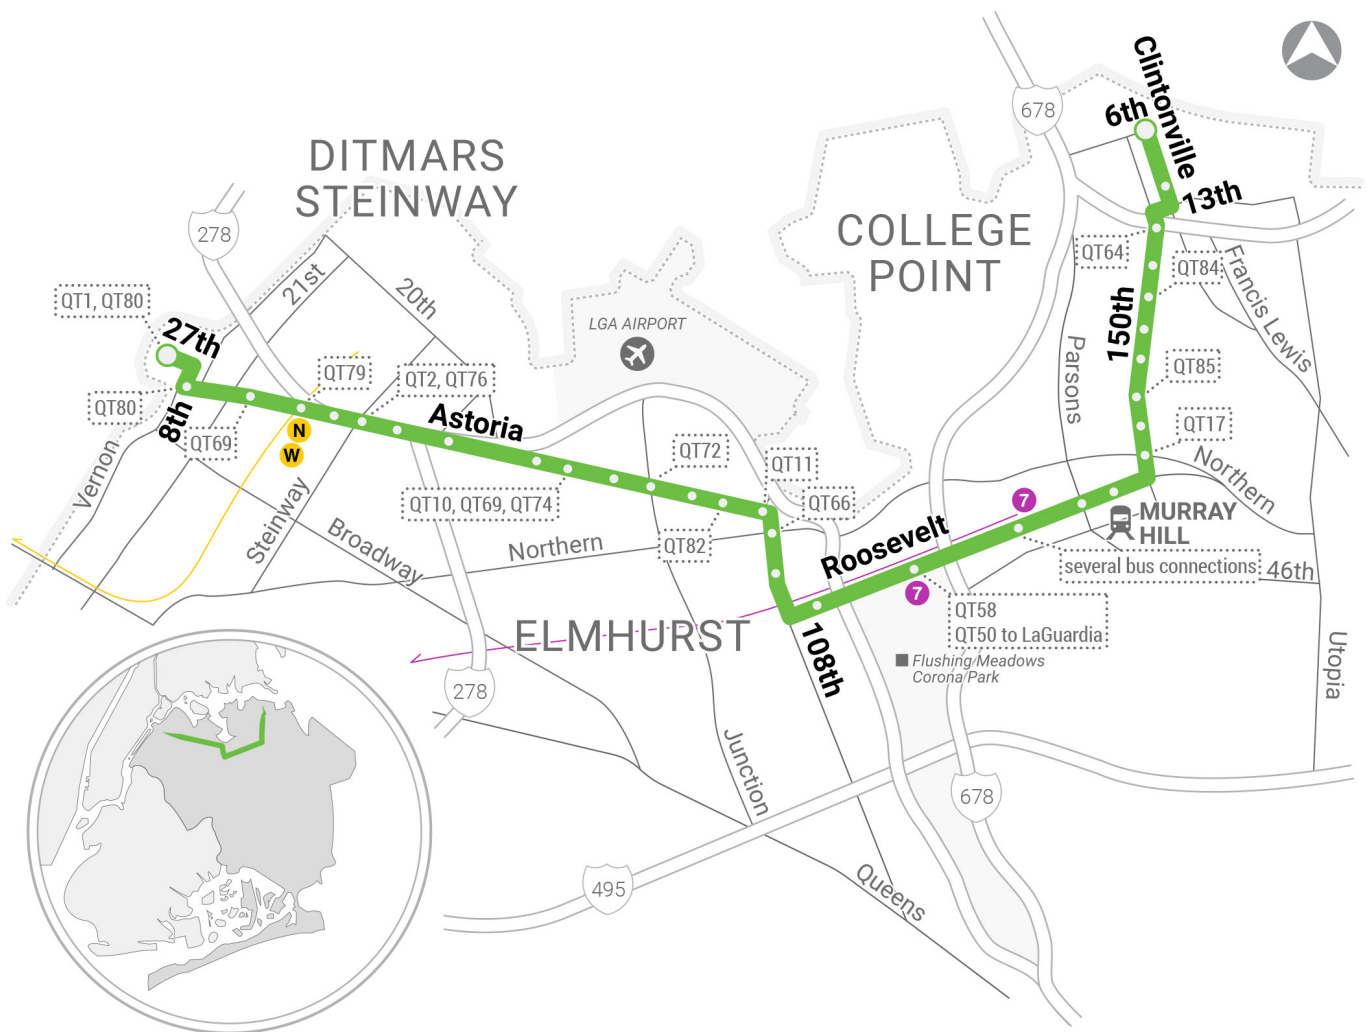 Clintonville
6th
678
13th
DITMARS
STEINWAY
278
COLLEGE
POINT
QT64
QT84
Francis Lewis
21st
20th
QT1, QT80
27th
LGA AIRPORT
150th
Parsons
QT79
QT2, QT76
QT85
QT80
8th
QT69
N
W
Astoria
QT17
Vernon
Steinway
QT72
QT11
Northern
QT10, QT69, QT74
QT66
7
MURRAY
HILL
Broadway
Northern
QT82
Roosevelt
several bus connections
46th
7
QT58
QT50 to LaGuardia
ELMHURST
108th
Flushing Meadows
Corona Park
Utopia
278
Junction
678
495
Queens